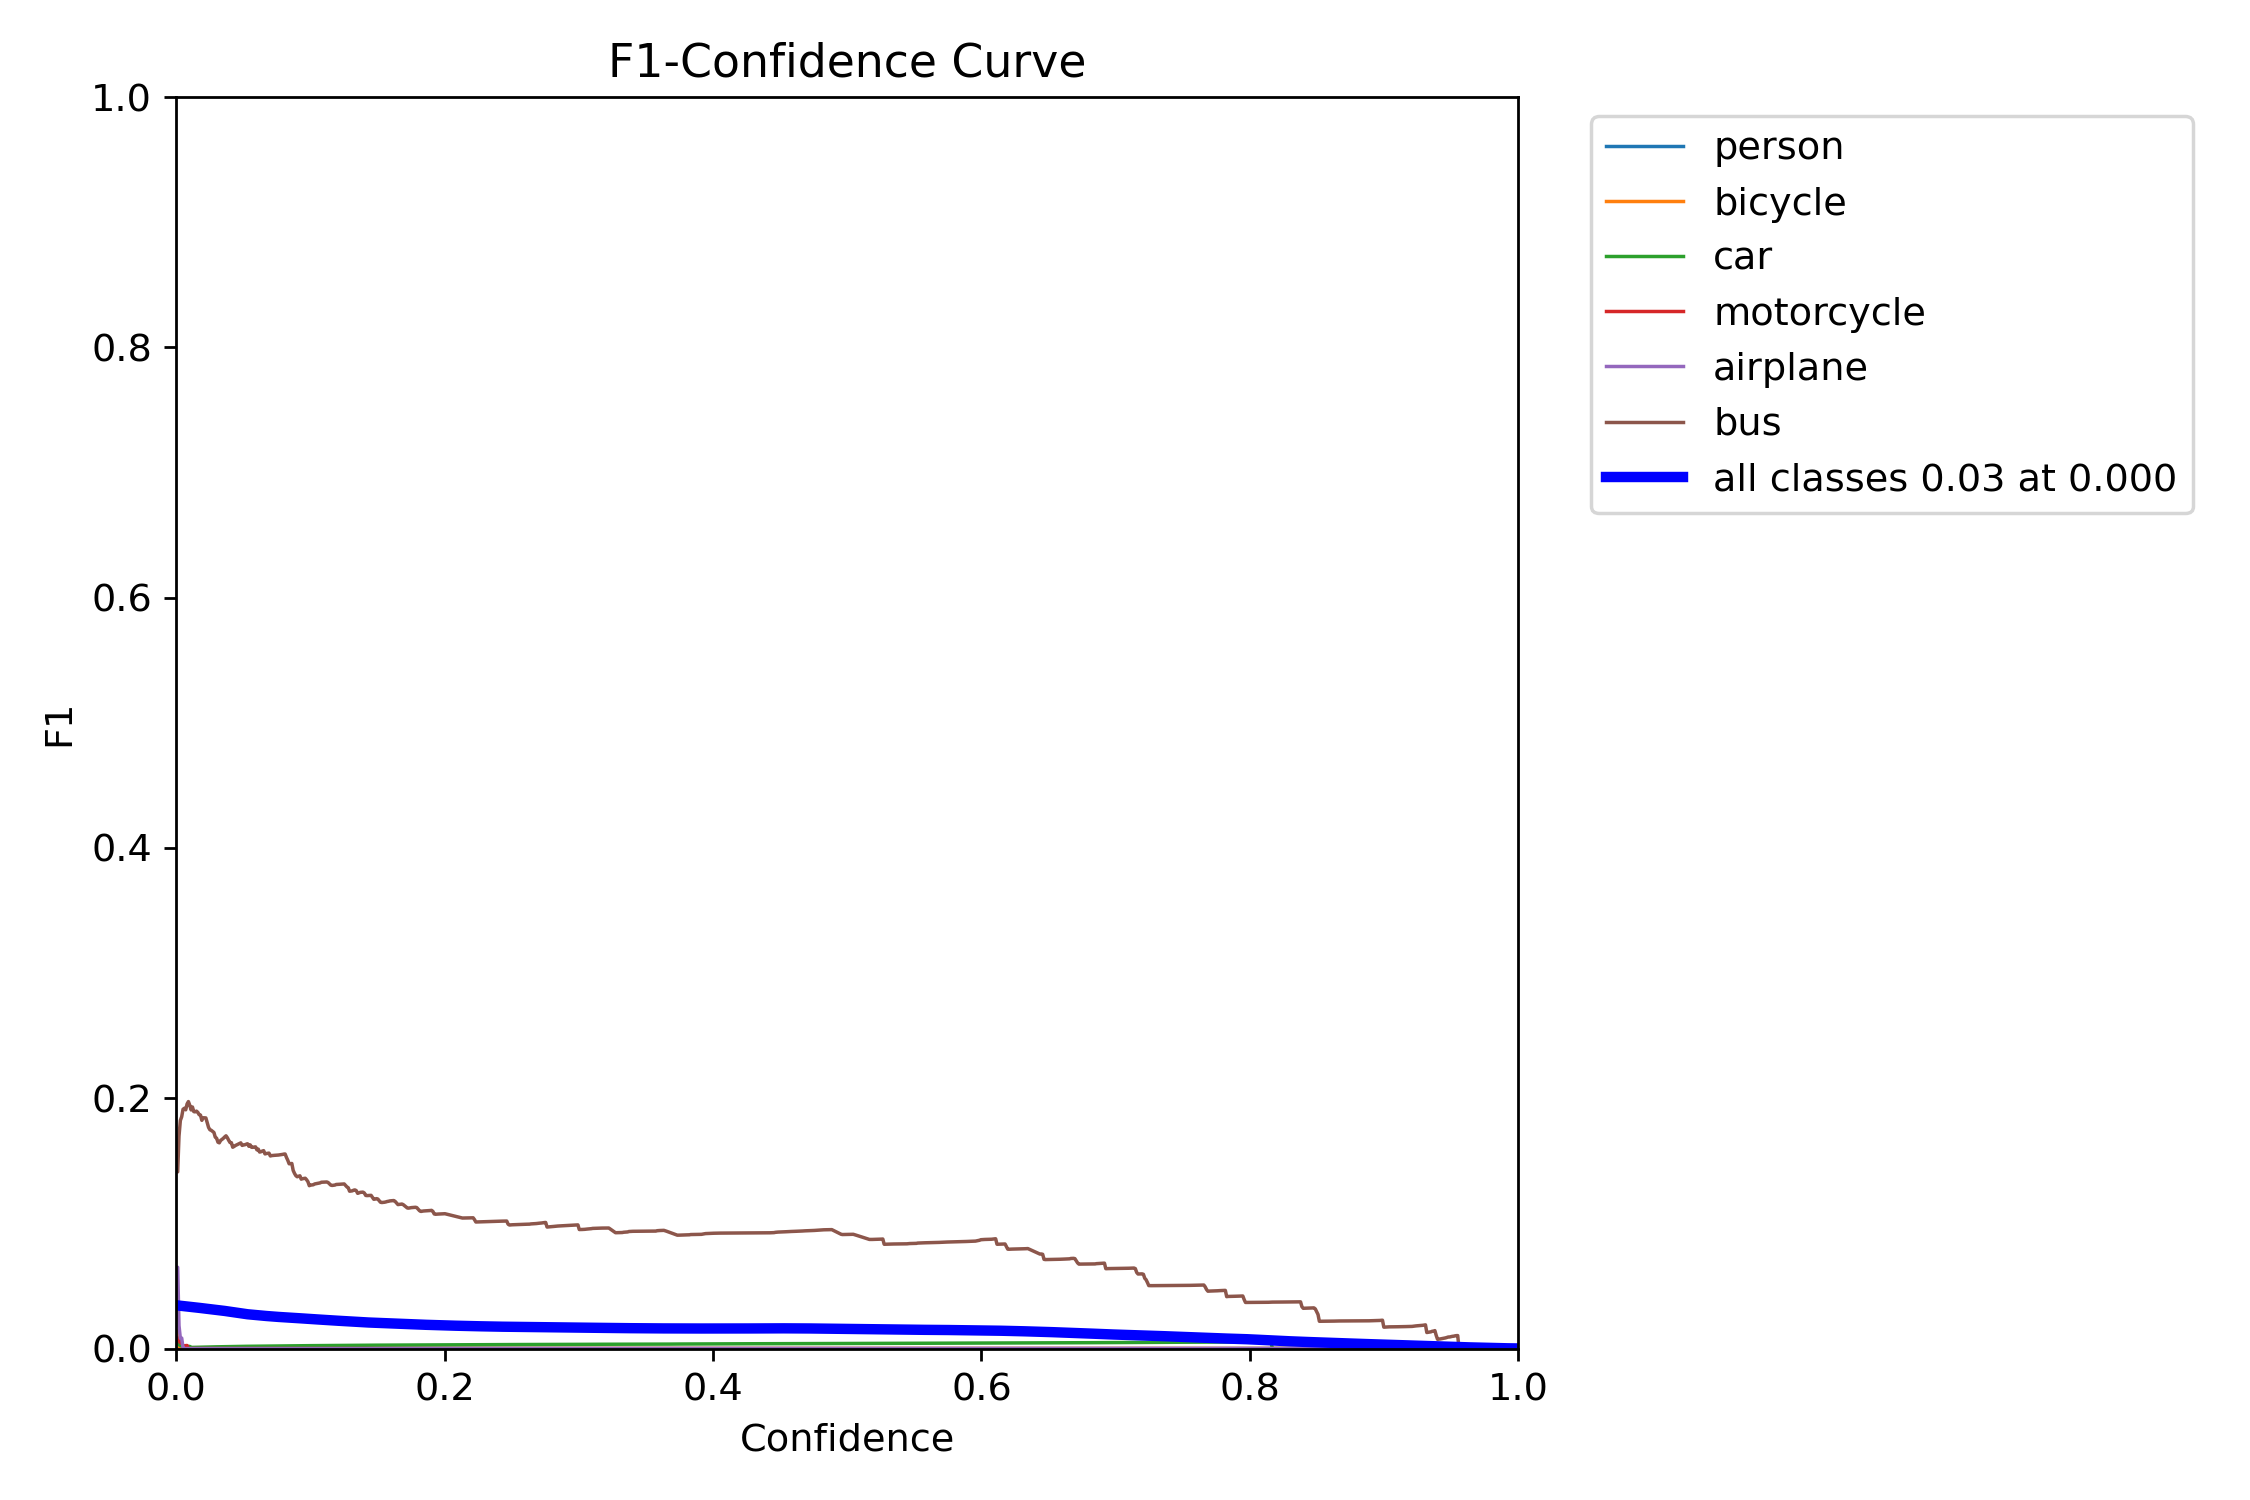 F1-Confidence Curve
1.0
0.8
0.6
0.4
0.2
0.0
F1
0.0 0.2 0.4 0.6 0.8 1.0
Confidence
person
bicycle
car
motorcycle
airplane
bus
all classes 0.03 at 0.000